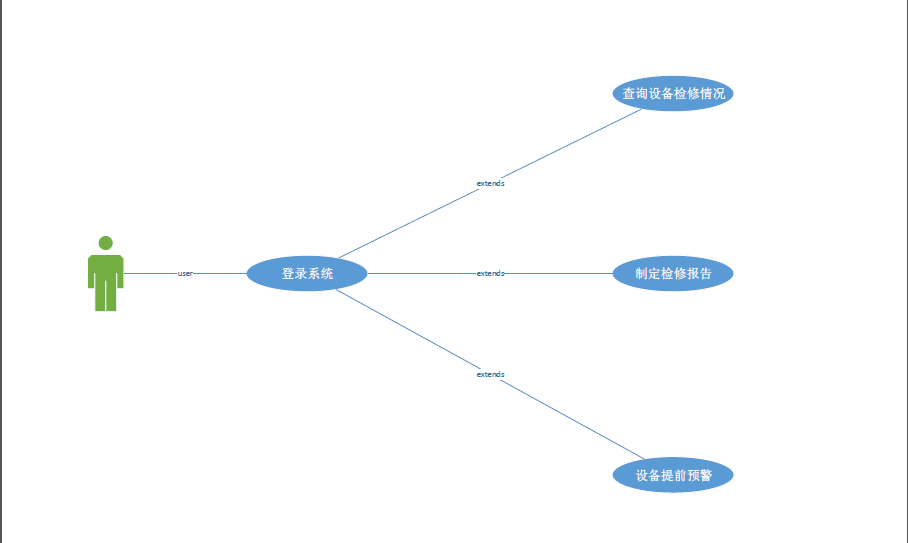 查询设备检修情况
extends
user
登录系统
extends
制定检修报告
extends
设备提前预警